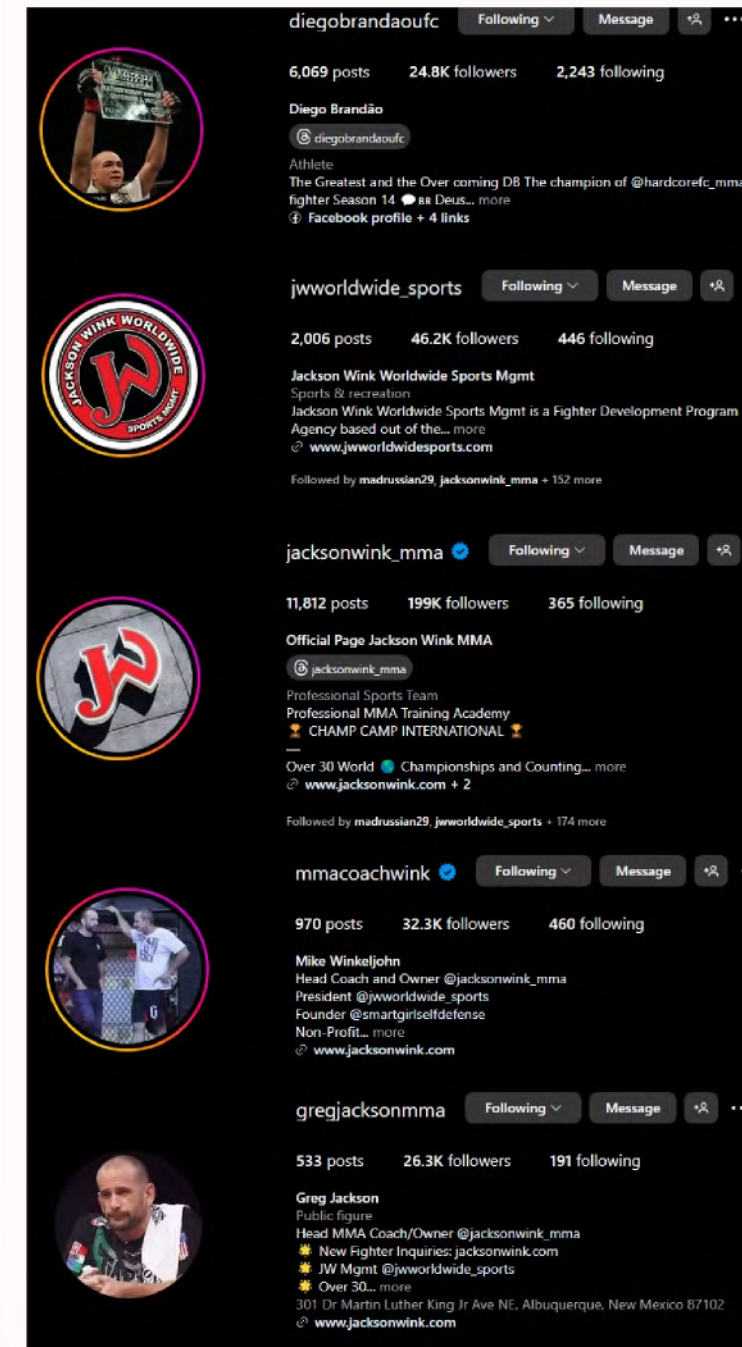 diegobrandaoufc Following Message
6,069 posts 24.8K followers 2,243 following
Diego Brandão
diegobrandaoufc
Athlete
The Greatest and the Over coming DB The champion of @hardcorefc_mma
fighter Season 14 💬 BR Deus... more
Facebook profile + 4 links
JACKSON WINK WORLDWIDE
SPORTS MGMT
jwworldwide_sports Following Message
2,006 posts 46.2K followers 446 following
Jackson Wink Worldwide Sports Mgmt
Sports & recreation
Jackson Wink Worldwide Sports Mgmt is a Fighter Development Program
Agency based out of the... more
www.jwworldwidesports.com
Followed by madrussian29, jacksonwink_mma + 152 more
jacksonwink_mma Following Message
11,812 posts 199K followers 365 following
Official Page Jackson Wink MMA
jacksonwink_mma
Professional Sports Team
Professional MMA Training Academy
🏆 CHAMP CAMP INTERNATIONAL 🏆
—
Over 30 World 🌎 Championships and Counting... more
www.jacksonwink.com + 2
Followed by madrussian29, jwworldwide_sports + 174 more
mmacoachwink Following Message
970 posts 32.3K followers 460 following
Mike Winkeljohn
Head Coach and Owner @jacksonwink_mma
President @jwworldwide_sports
Founder @smartgirlselfdefense
Non-Profit... more
www.jacksonwink.com
gregjacksonmma Following Message
533 posts 26.3K followers 191 following
Greg Jackson
Public figure
Head MMA Coach/Owner @jacksonwink_mma
🌟 New Fighter Inquiries: jacksonwink.com
🌟 JW Mgmt @jwworldwide_sports
🌟 Over 30... more
301 Dr Martin Luther King Jr Ave NE, Albuquerque, New Mexico 87102
www.jacksonwink.com